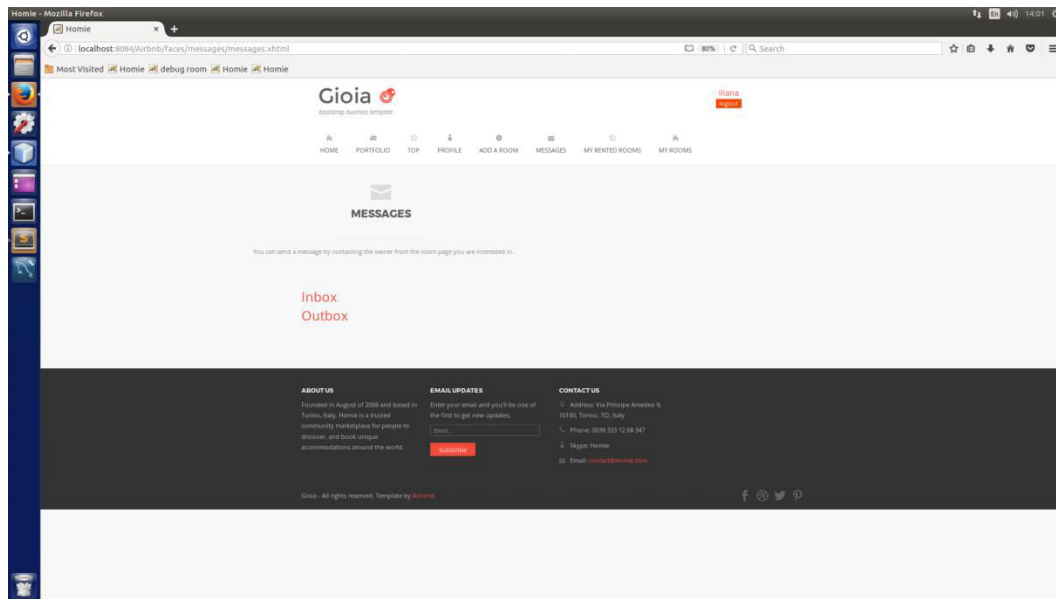 Homie - Mozilla Firefox
En 14:01
Homie × +
localhost:8084/Airbnb/faces/messages/messages.xhtml 80% Search
Most Visited Homie debug room Homie Homie
Gioia
bootstrap business template
iliana
logout
HOME PORTFOLIO TOP PROFILE ADD A ROOM MESSAGES MY RENTED ROOMS MY ROOMS
MESSAGES
You can send a message by contacting the owner from the room page you are interested in.
Inbox
Outbox
ABOUT US
Founded in August of 2008 and based in
Torino, Italy, Homie is a trusted
community marketplace for people to
discover, and book unique
accommodations around the world.
EMAIL UPDATES
Enter your email and you'll be one of
the first to get new updates.
Email...
Subscribe
CONTACT US
Address: Via Principe Amedeo 9,
10100, Torino, TO, Italy
Phone: 0039 333 12 68 347
Skype: Homie
Email: contact@homie.com
Gioia - All rights reserved. Template by